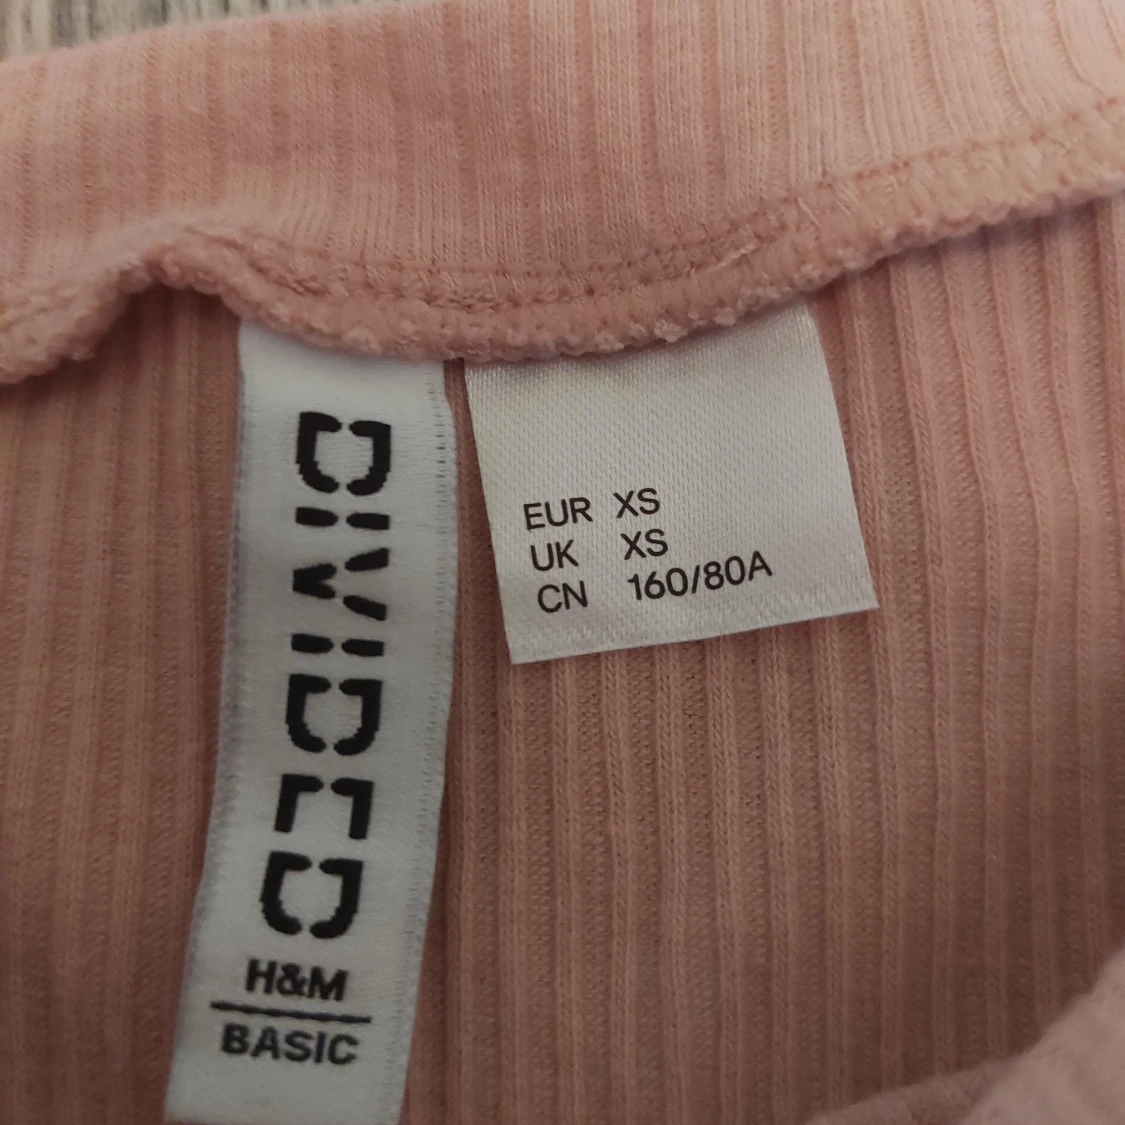 DIVIDED
H&M
BASIC
EUR XS
UK XS
CN 160/80A